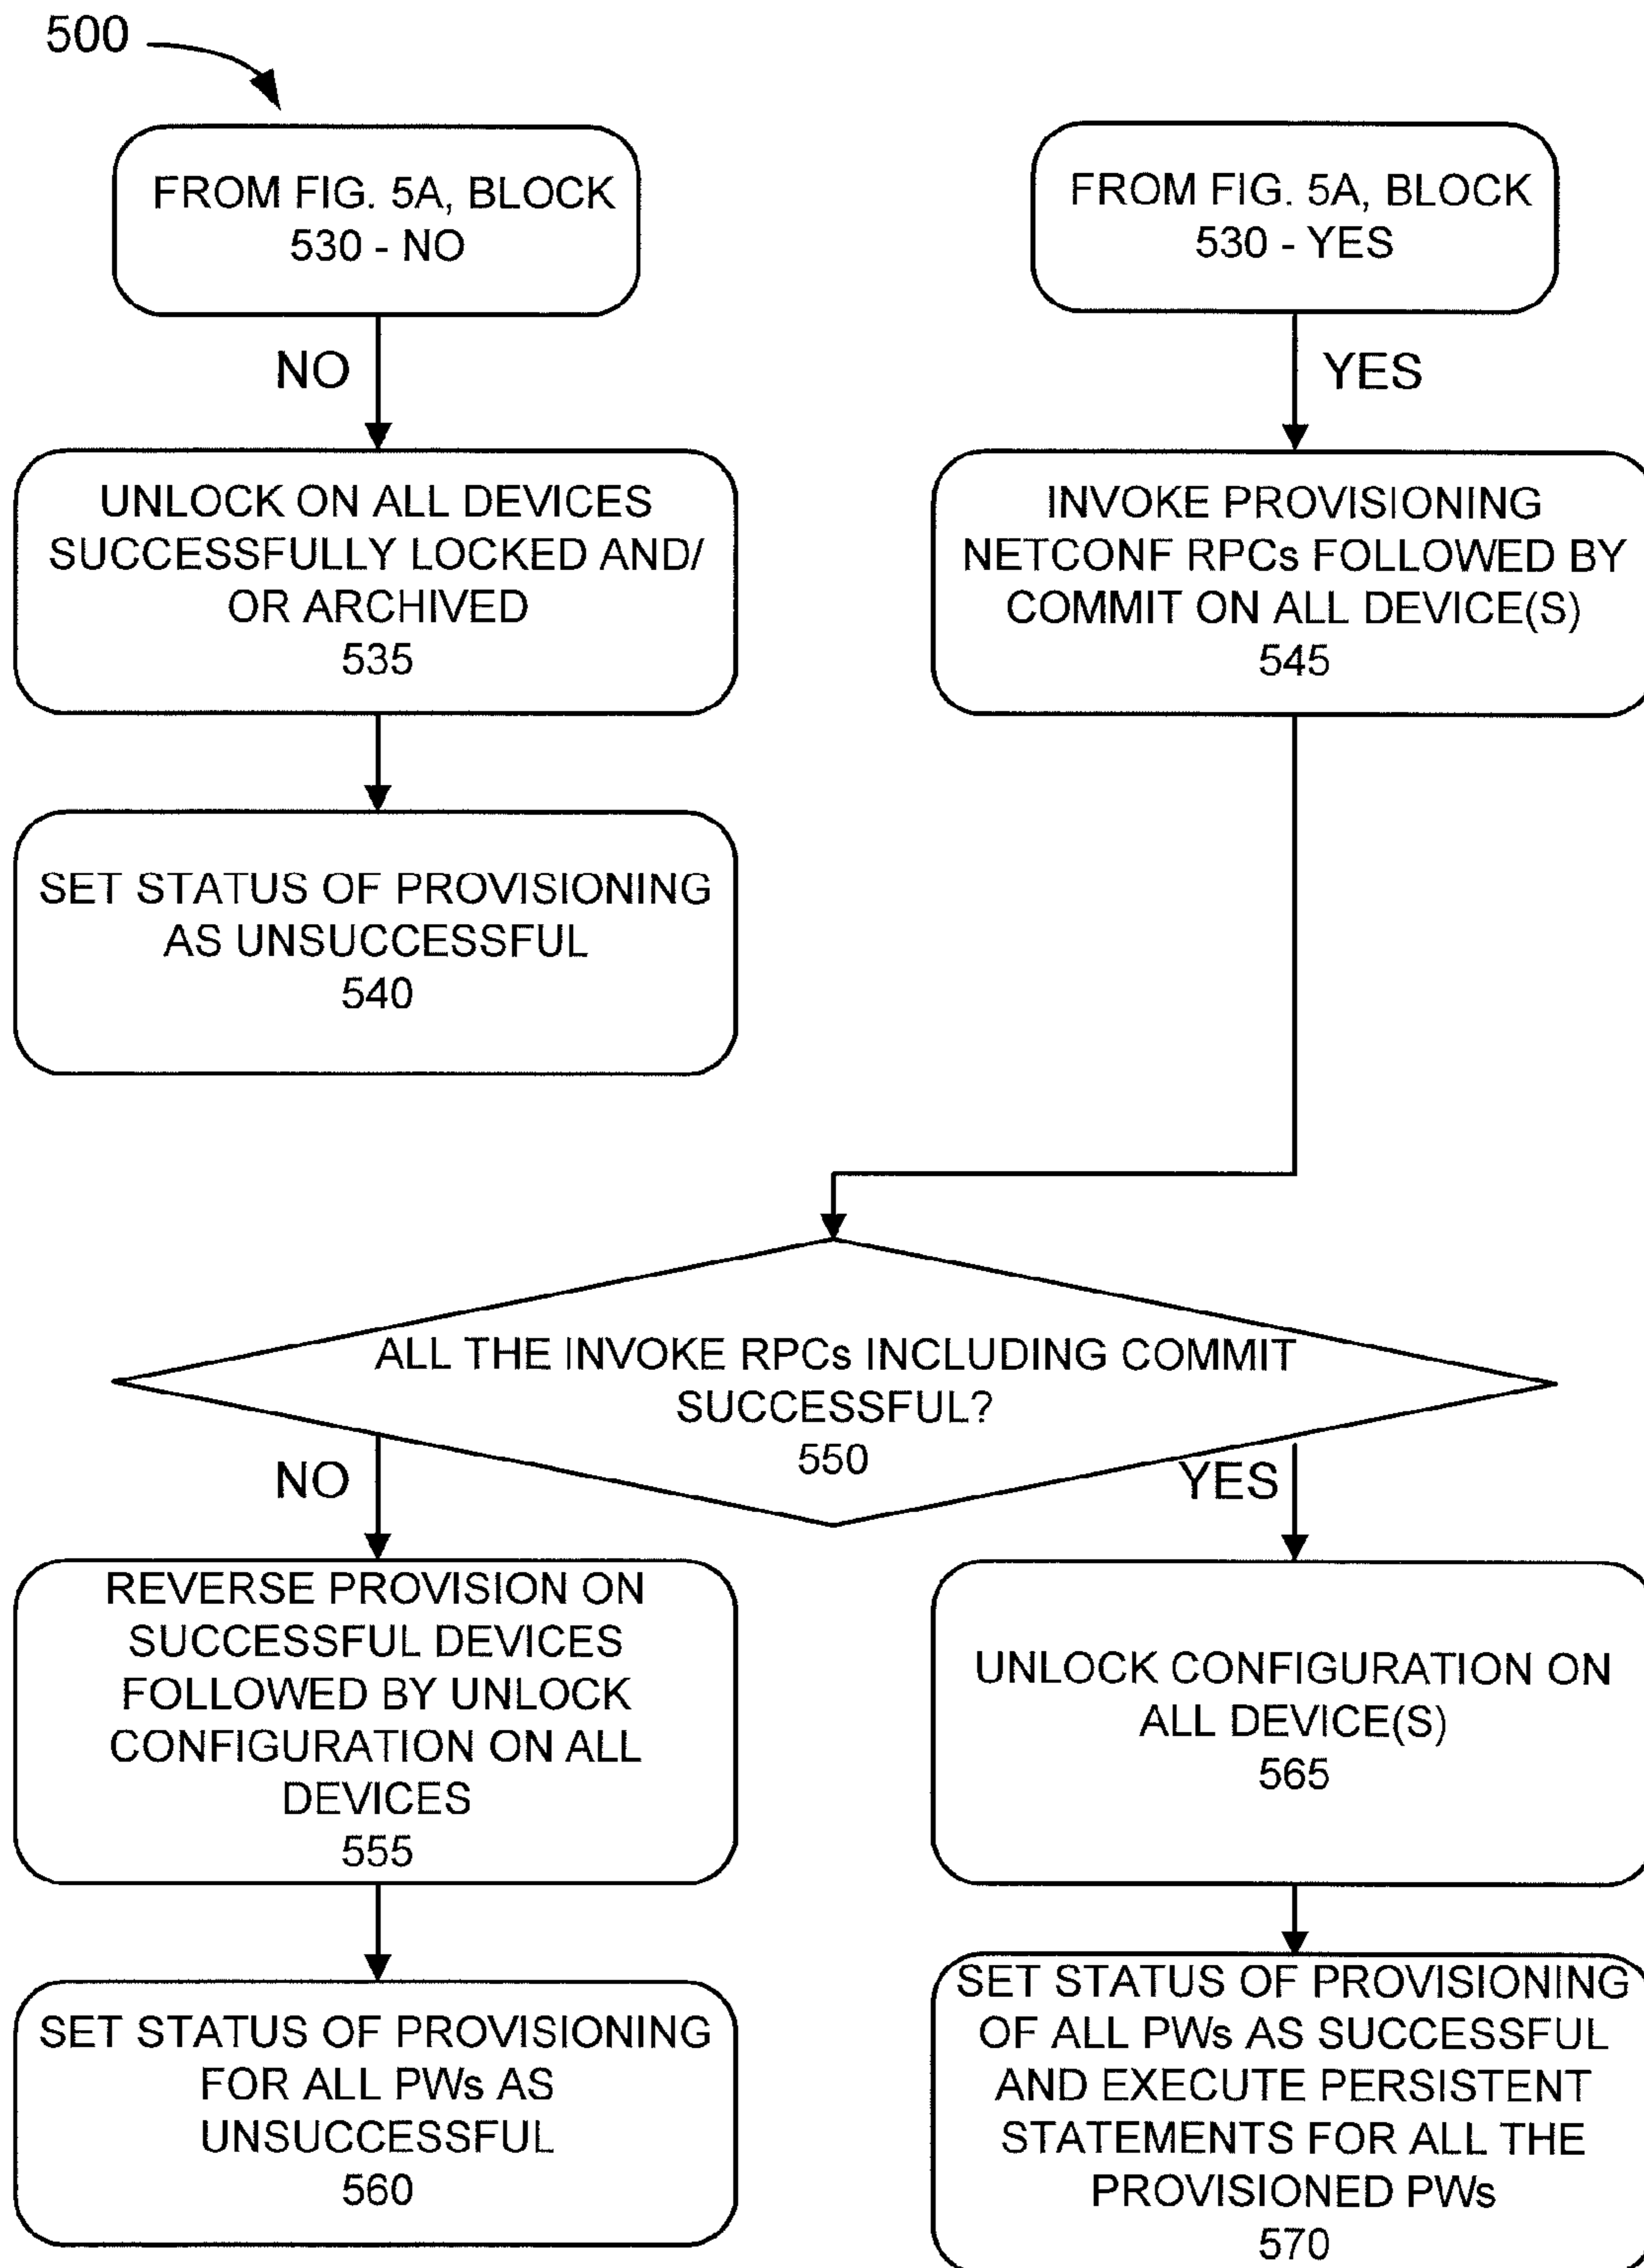 500
FROM FIG. 5A, BLOCK
530 - NO
FROM FIG. 5A, BLOCK
530 - YES
NO
YES
UNLOCK ON ALL DEVICES
SUCCESSFULLY LOCKED AND/
OR ARCHIVED
535
INVOKE PROVISIONING
NETCONF RPCs FOLLOWED BY
COMMIT ON ALL DEVICE(S)
545
SET STATUS OF PROVISIONING
AS UNSUCCESSFUL
540
ALL THE INVOKE RPCs INCLUDING COMMIT
SUCCESSFUL?
550
NO
YES
REVERSE PROVISION ON
SUCCESSFUL DEVICES
FOLLOWED BY UNLOCK
CONFIGURATION ON ALL
DEVICES
555
UNLOCK CONFIGURATION ON
ALL DEVICE(S)
565
SET STATUS OF PROVISIONING
FOR ALL PWs AS
UNSUCCESSFUL
560
SET STATUS OF PROVISIONING
OF ALL PWs AS SUCCESSFUL
AND EXECUTE PERSISTENT
STATEMENTS FOR ALL THE
PROVISIONED PWs
570